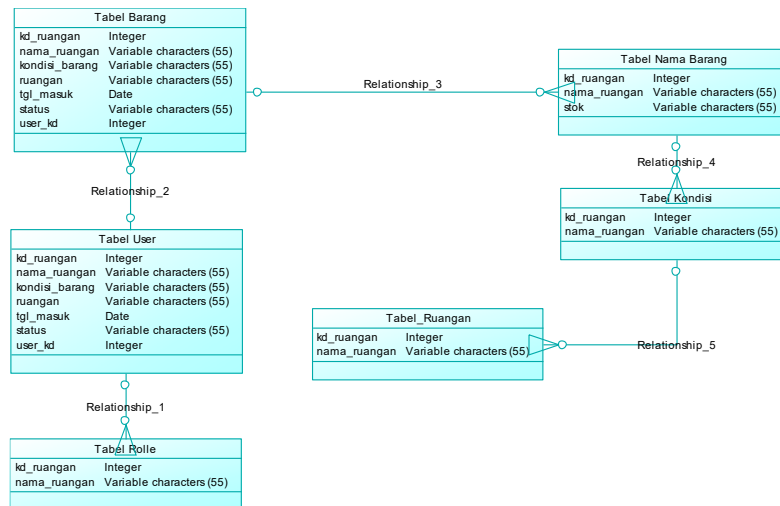 Tabel Barang
kd_ruangan Integer
nama_ruangan Variable characters (55)
kondisi_barang Variable characters (55)
ruangan Variable characters (55)
tgl_masuk Date
status Variable characters (55)
user_kd Integer
Relationship_3
Tabel Nama Barang
kd_ruangan Integer
nama_ruangan Variable characters (55)
stok Variable characters (55)
Relationship_4
Tabel Kondisi
kd_ruangan Integer
nama_ruangan Variable characters (55)
Relationship_2
Tabel User
kd_ruangan Integer
nama_ruangan Variable characters (55)
kondisi_barang Variable characters (55)
ruangan Variable characters (55)
tgl_masuk Date
status Variable characters (55)
user_kd Integer
Tabel_Ruangan
kd_ruangan Integer
nama_ruangan Variable characters (55)
Relationship_5
Relationship_1
Tabel Rolle
kd_ruangan Integer
nama_ruangan Variable characters (55)